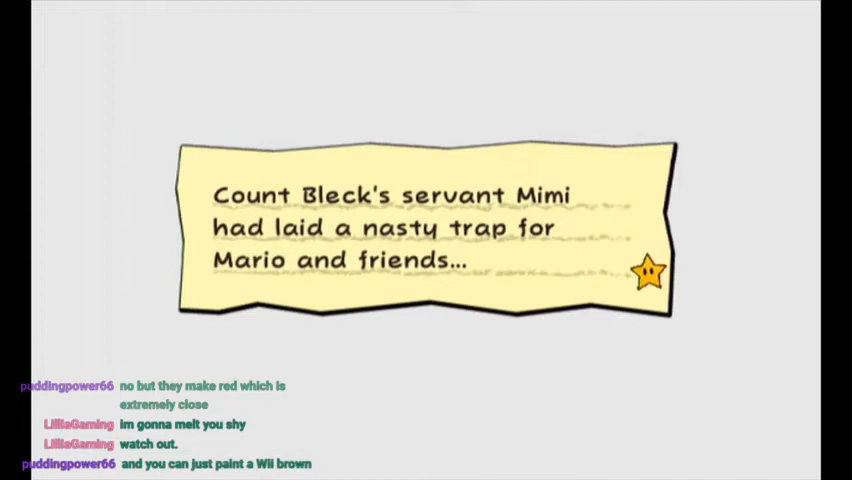 Count Bleck's servant Mimi
had laid a nasty trap for
Mario and friends...
puddingpower66 no but they make red which is
extremely close
LilliaGaming im gonna melt you shy
LilliaGaming watch out.
puddingpower66 and you can just paint a Wii brown